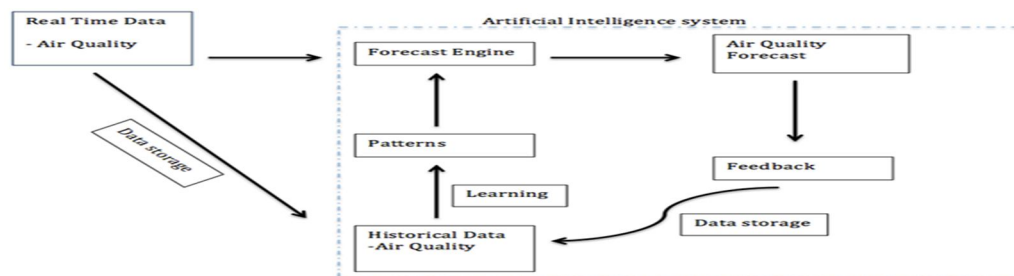 Real Time Data
- Air Quality
Artificial Intelligence system
Forecast Engine
Air Quality
Forecast
Data storage
Patterns
Feedback
Learning
Historical Data
-Air Quality
Data storage